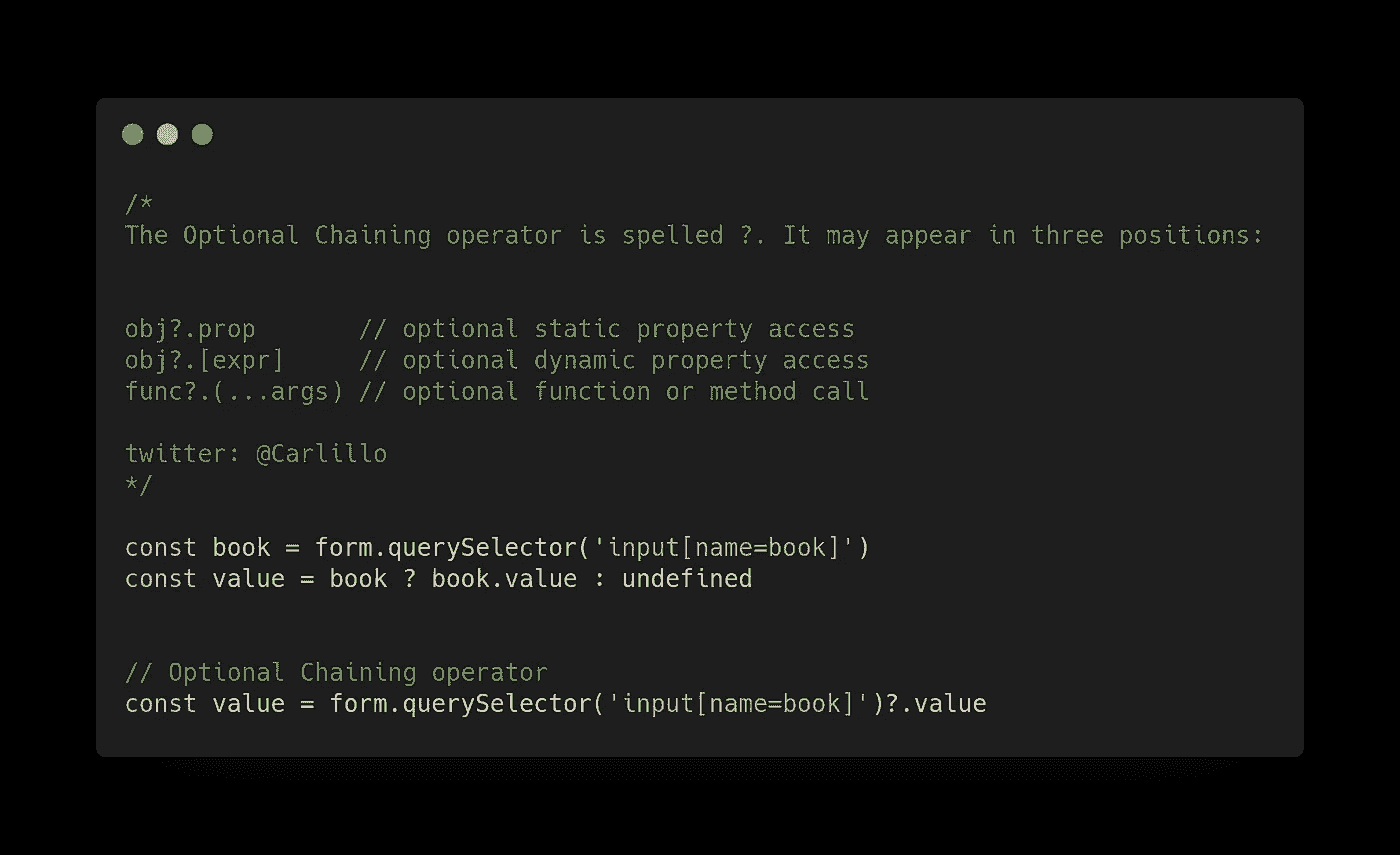 /*
The Optional Chaining operator is spelled ?. It may appear in three positions:
obj?.prop       // optional static property access
obj?.[expr]     // optional dynamic property access
func?.(...args) // optional function or method call
twitter: @Carlillo
*/
const book = form.querySelector('input[name=book]')
const value = book ? book.value : undefined
// Optional Chaining operator
const value = form.querySelector('input[name=book]')?.value